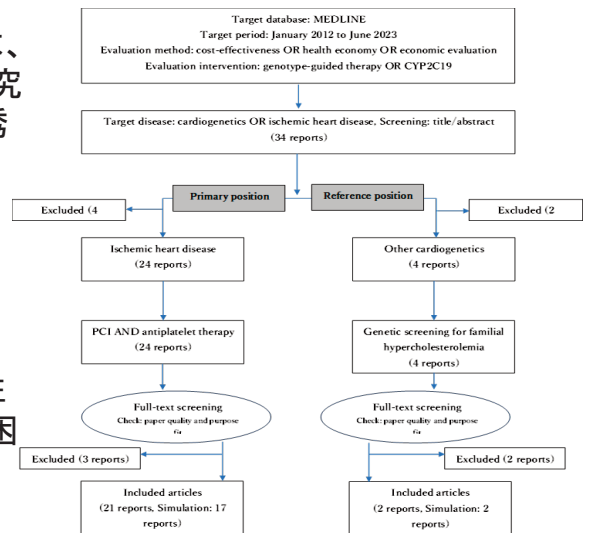 Target database: MEDLINE
Target period: January 2012 to June 2023
Evaluation method: cost-effectiveness OR health economy OR economic evaluation
Evaluation intervention: genotype-guided therapy OR CYP2C19
Target disease: cardiogenetics OR ischemic heart disease, Screening: title/abstract
(34 reports)
Primary position
Reference position
Excluded (4
Excluded (2
Ischemic heart disease
(24 reports)
Other cardiogenetics
(4 reports)
PCI AND antiplatelet therapy
(24 reports)
Genetic screening for familial
hypercholesterolemia
(4 reports)
Full-text screening
Check: paper quality and purpose
Full-text screening
Check: paper quality and purpose
Excluded (3 reports)
Excluded (2 reports)
Included articles
(21 reports, Simulation: 17
reports)
Included articles
(2 reports, Simulation: 2
reports)
究
困